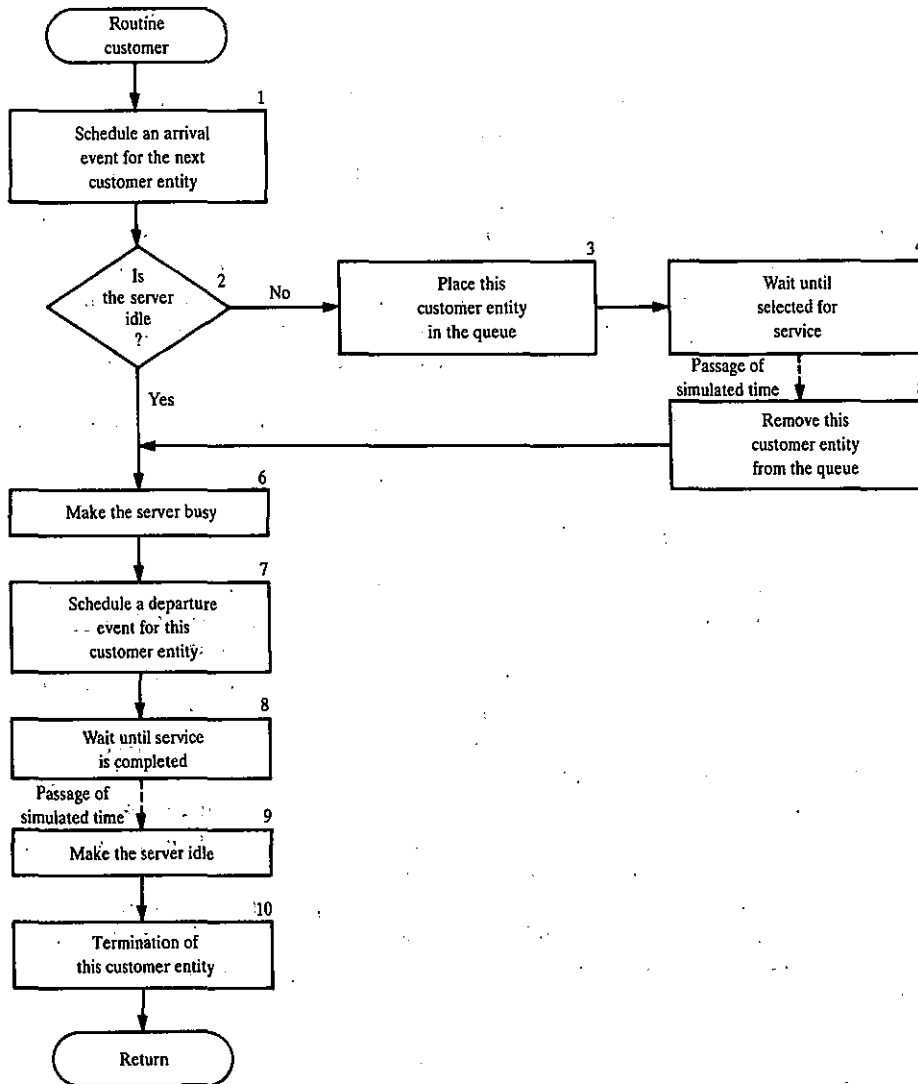 Routine
customer
1
Schedule an arrival
event for the next
customer entity
Is
the server
idle
?
2
No
Yes
3
Place this
customer entity
in the queue
4
Wait until
selected for
service
Passage of
simulated time
Remove this
customer entity
from the queue
6
Make the server busy
7
Schedule a departure
event for this
customer entity
8
Wait until service
is completed
Passage of
simulated time
9
Make the server idle
10
Termination of
this customer entity
Return